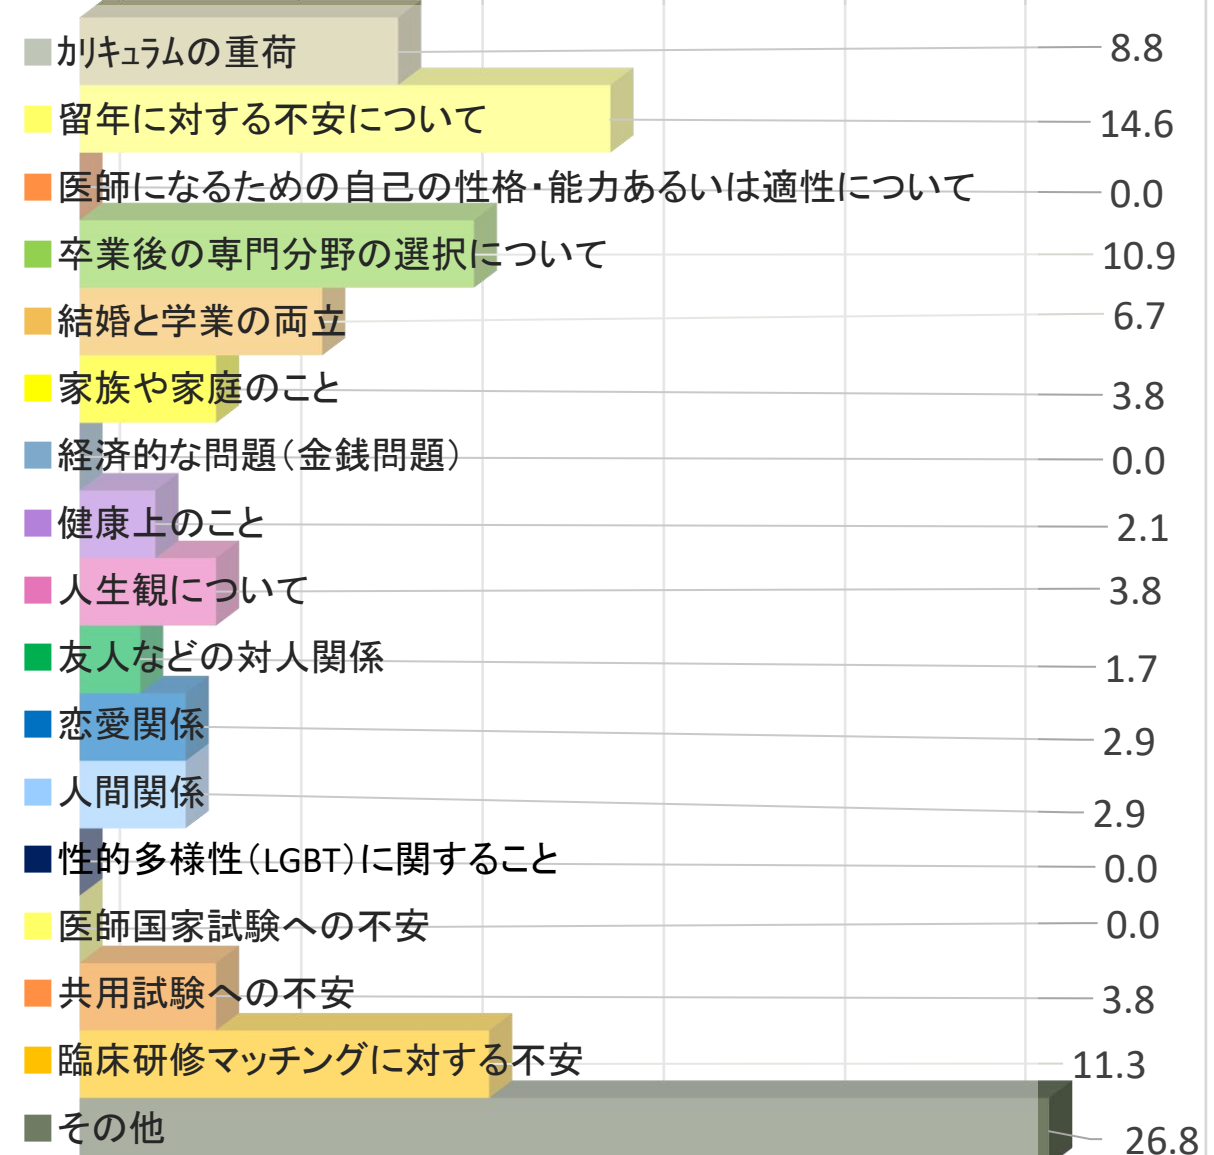 カリキュラムの重荷 8.8
留年に対する不安について 14.6
医師になるための自己の性格・能力あるいは適性について 0.0
卒業後の専門分野の選択について 10.9
結婚と学業の両立 6.7
家族や家庭のこと 3.8
経済的な問題（金銭問題） 0.0
健康上のこと 2.1
人生観について 3.8
友人などの対人関係 1.7
恋愛関係 2.9
人間関係 2.9
性的多様性（LGBT）に関すること 0.0
医師国家試験への不安 0.0
共用試験への不安 3.8
臨床研修マッチングに対する不安 11.3
その他 26.8